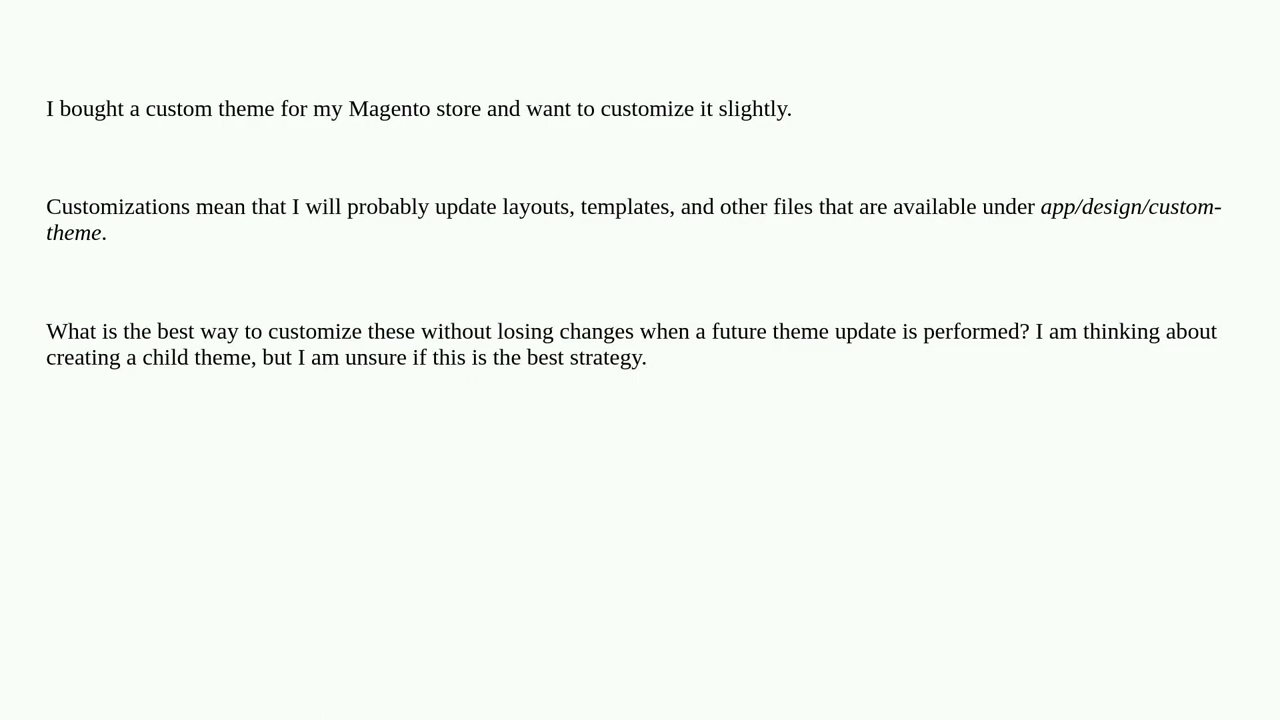 I bought a custom theme for my Magento store and want to customize it slightly.
Customizations mean that I will probably update layouts, templates, and other files that are available under app/design/custom-
theme.
What is the best way to customize these without losing changes when a future theme update is performed? I am thinking about
creating a child theme, but I am unsure if this is the best strategy.